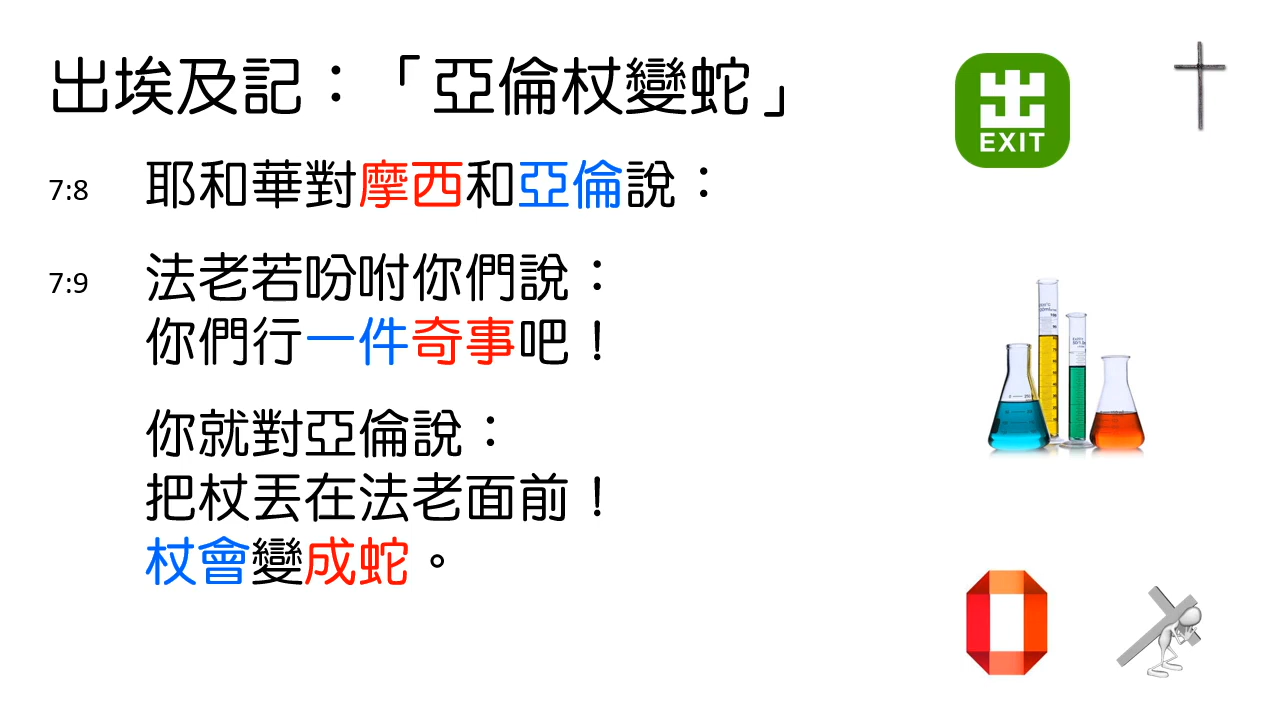 出埃及記：「亞倫杖變蛇」
出
EXIT
7:8 耶和華對摩西和亞倫說：
7:9 法老若吩咐你們說：
你們行一件奇事吧！
你就對亞倫說：
把杖丟在法老面前！
杖會變成蛇。